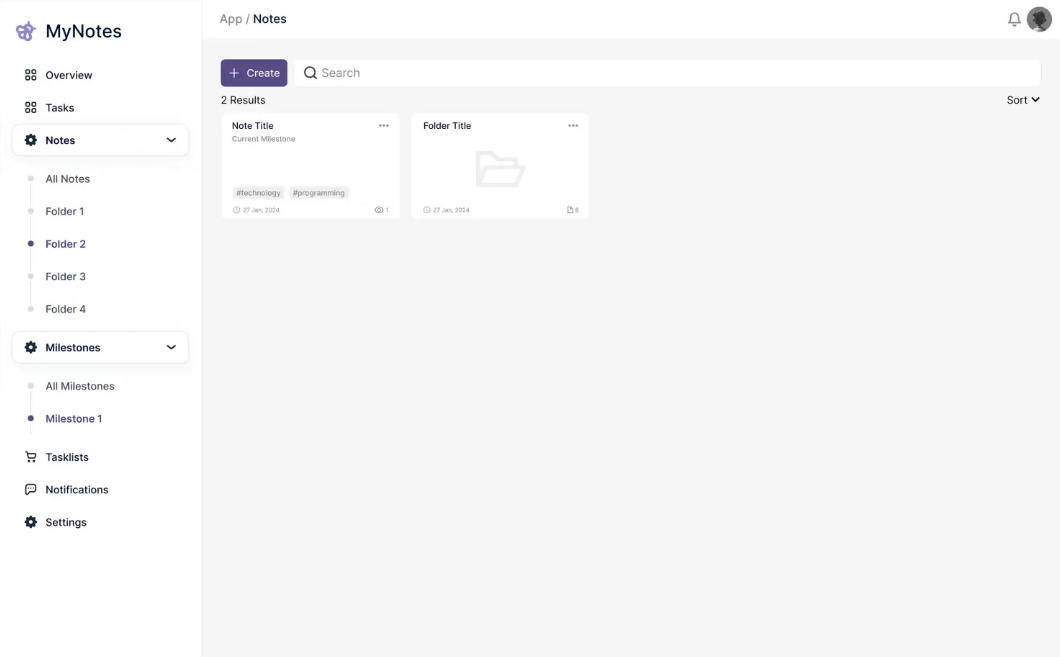 MyNotes
Overview
Tasks
Notes
All Notes
Folder 1
Folder 2
Folder 3
Folder 4
Milestones
All Milestones
Milestone 1
Tasklists
Notifications
Settings
App / Notes
+ Create
Search
2 Results
Sort
Note Title
Current Milestone
#technology #programming
27 Jan, 2024 1
Folder Title
27 Jan, 2024 8